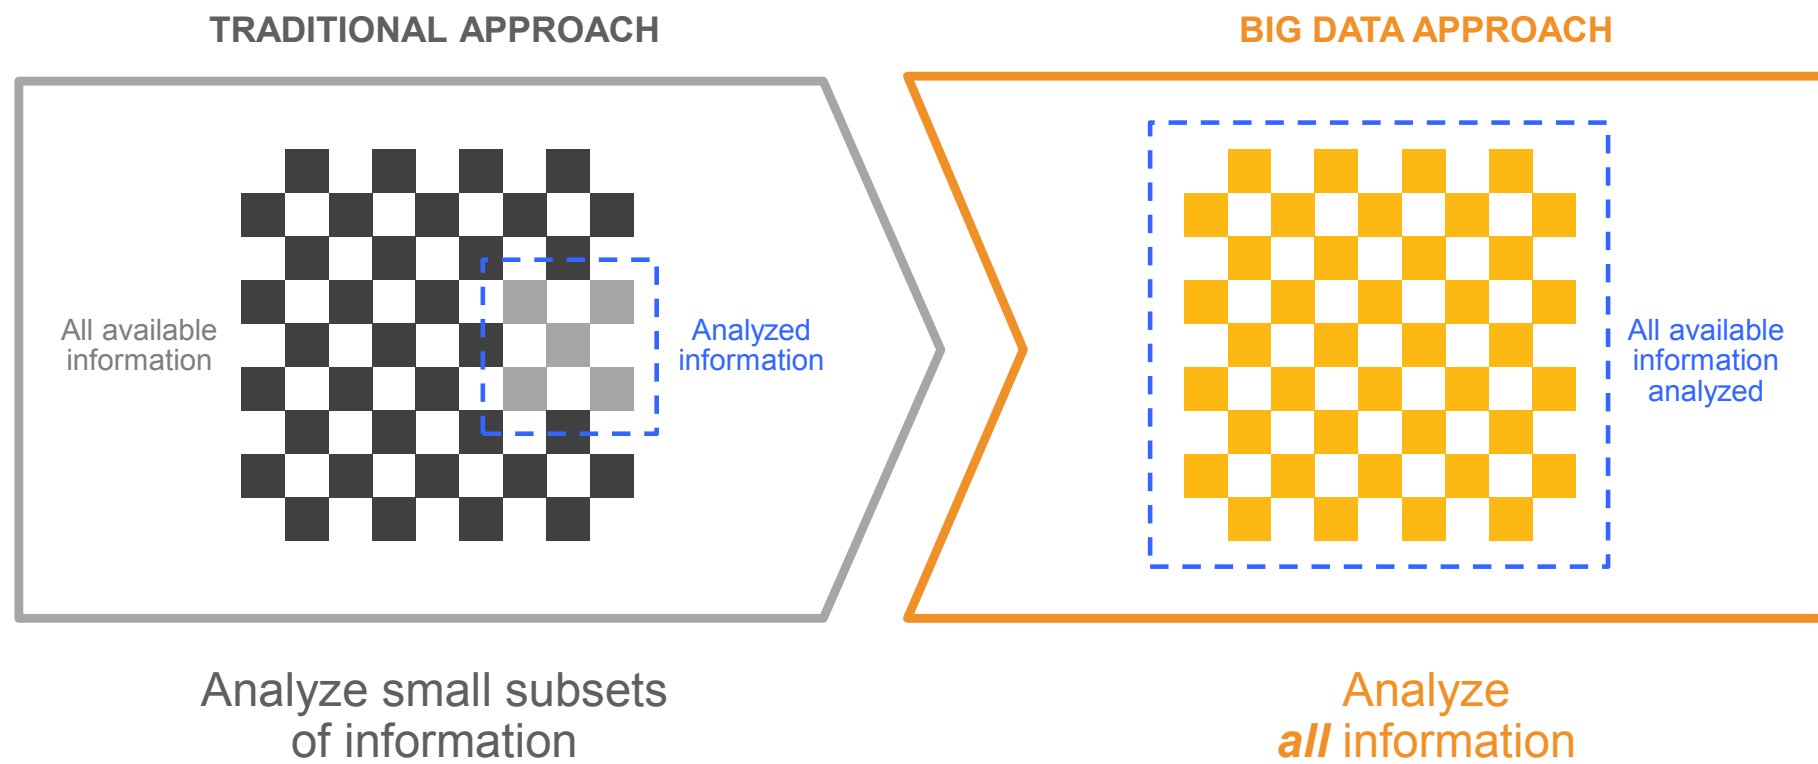 TRADITIONAL APPROACH
All available
information
Analyzed
information
Analyze small subsets
of information
BIG DATA APPROACH
All available
information
analyzed
Analyze
all information